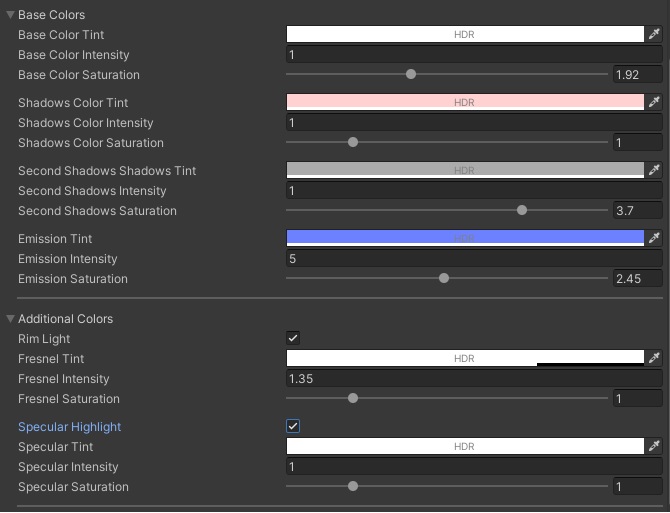 Base Colors
Base Color Tint HDR
Base Color Intensity 1
Base Color Saturation 1.92
Shadows Color Tint HDR
Shadows Color Intensity 1
Shadows Color Saturation 1
Second Shadows Shadows Tint HDR
Second Shadows Intensity 1
Second Shadows Saturation 3.7
Emission Tint HDR
Emission Intensity 5
Emission Saturation 2.45
Additional Colors
Rim Light
Fresnel Tint HDR
Fresnel Intensity 1.35
Fresnel Saturation 1
Specular Highlight
Specular Tint HDR
Specular Intensity 1
Specular Saturation 1